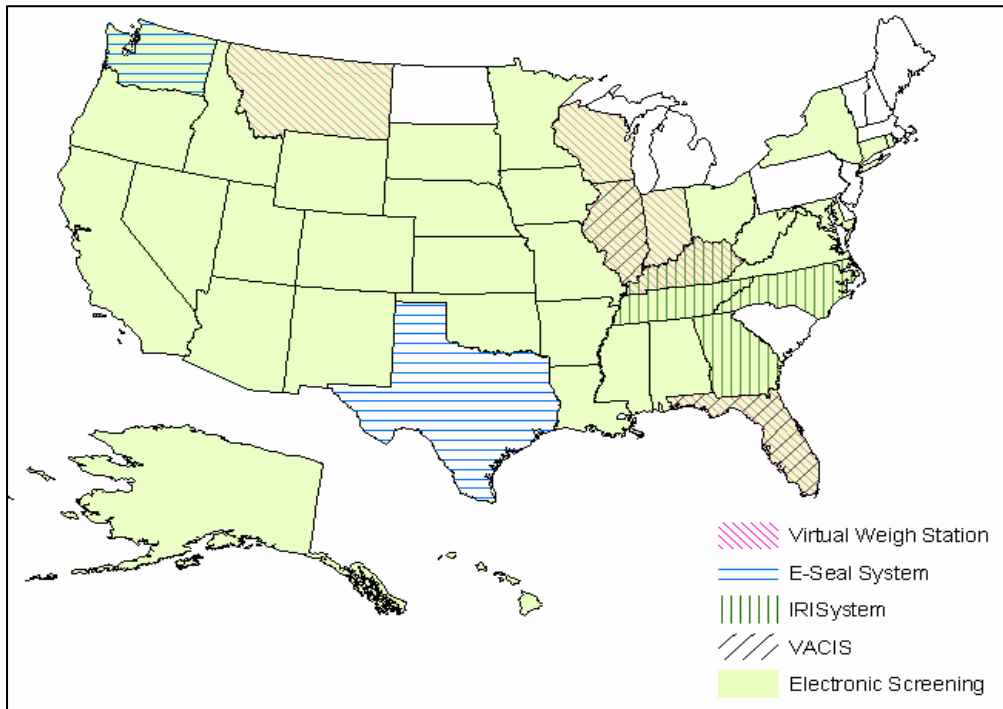 Virtual Weigh Station
E-Seal System
IRISystem
VACIS
Electronic Screening